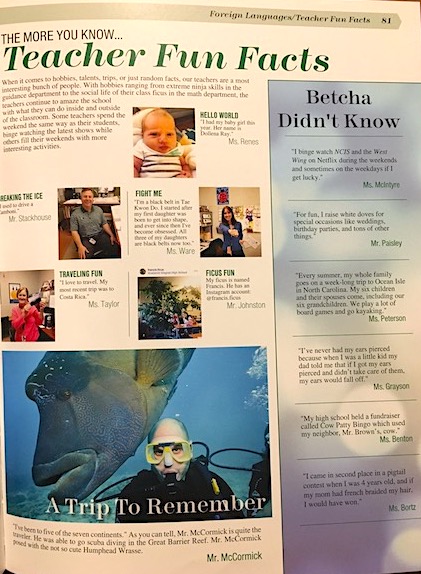 Foreign Languages/Teacher Fun Facts 81
THE MORE YOU KNOW...
Teacher Fun Facts
When it comes to hobbies, talents, trips, or just random facts, our teachers are a most
interesting bunch of people. With hobbies ranging from extreme ninja skills in the
guidance department to the social life of their class ficus in the math department, the
teachers continue to amaze the school
with what they can do inside and outside
of the classroom. Some teachers spend the
weekend the same way as their students,
binge watching the latest shows while
others fill their weekends with more
interesting activities.
HELLO WORLD
"I had my baby girl this
year. Her name is
Ms. Renos
REAKING THE ICE
used to drive a
Mr. Stackhouse
FIGHT ME
"I'm a black belt in Tae
Kwon Do. I started after
my first daughter was
born to get into shape,
and ever since then I've
become obsessed. All
three of my daughters
are black belts now too."
Ms. Ware
TRAVELING FUN
"I love to travel. My
most recent trip was to
Costa Rica."
Ms. Taylor
FICUS FUN
"My ficus is named
Francis. He has an
Instagram account:
@francis.ficus
Mr. Johnston
A Trip To Remember
"I've been to five of the seven continents." As you can tell, Mr. McCormick is quite the
traveler. He was able to go scuba diving in the Great Barrier Reef. Mr. McCormick
posed with the not so cute Humphead Wrasse.
Mr. McCormick
Betcha
Didn't Know
"I binge watch NCIS and the West
Wing on Netflix during the weekends
and sometimes on the weekdays if I
get lucky."
Ms. McIntyre
"For fun, I raise white doves for
special occasions like weddings,
birthday parties, and tons of other
things."
Mr. Paisley
"Every summer, my whole family
goes on a week-long trip to Ocean Isle
in North Carolina. My six children
and their spouses come, including our
six grandchildren. We play a lot of
board games and go kayaking."
Ms. Peterson
"I've never had my ears pierced
because when I was a little kid my
dad told me that if I got my ears
pierced and didn't take care of them,
my ears would fall off."
Ms. Grayson
"My high school held a fundraiser
called Cow Patty Bingo which used
my neighbor, Mr. Brown's, cow."
Ms. Benton
"I came in second place in a pigtail
contest when I was 4 years old, and if
my mom had french braided my hair,
I would have won."
Ms. Bortz